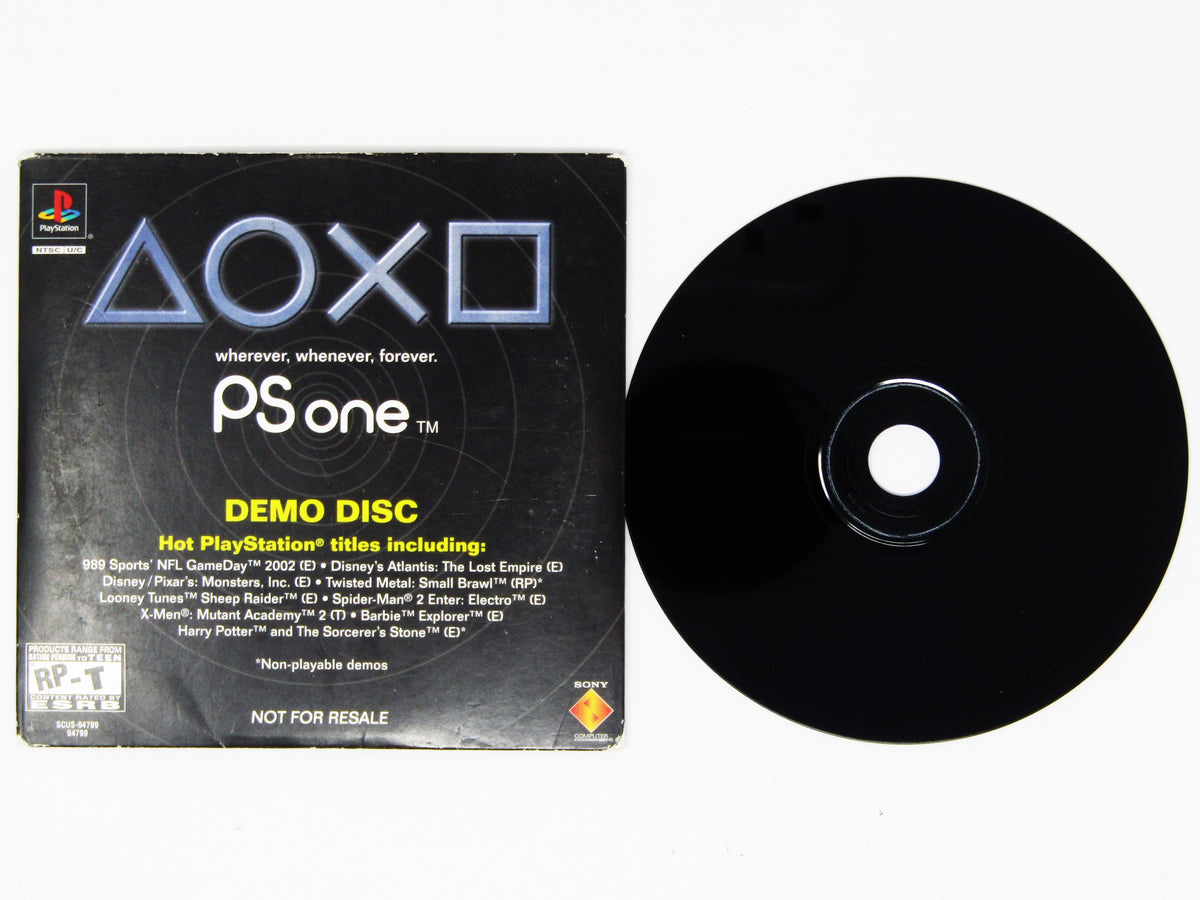 PlayStation
®
NTSC U/C
wherever, whenever, forever.
PS one™
DEMO DISC
Hot PlayStation® titles including:
989 Sports' NFL GameDay™ 2002 (E) • Disney's Atlantis: The Lost Empire (E)
Disney/Pixar's: Monsters, Inc. (E) • Twisted Metal: Small Brawl™ (RP)*
Looney Tunes™ Sheep Raider™ (E) • Spider-Man® 2 Enter: Electro™ (E)
X-Men®: Mutant Academy™ 2 (T) • Barbie™ Explorer™ (E)
Harry Potter™ and The Sorcerer's Stone™ (E)*
*Non-playable demos
PRODUCTS RANGE FROM
RATING PENDING TO TEEN
RP-T
CONTENT RATED BY
ESRB
SCUS-94799
94799
NOT FOR RESALE
SONY
COMPUTER